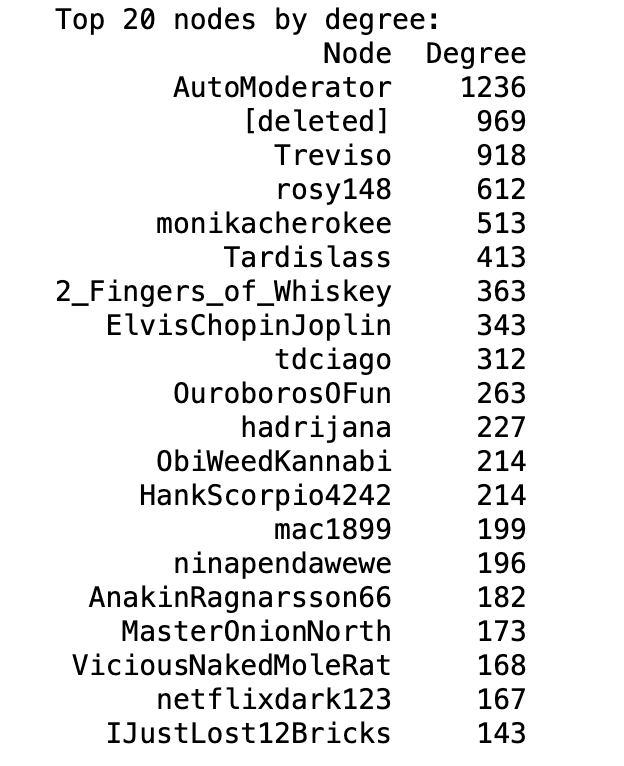 Top 20 nodes by degree:
Node Degree
AutoModerator 1236
[deleted] 969
Treviso 918
rosy148 612
monikacherokee 513
Tardislass 413
2_Fingers_of_Whiskey 363
ElvisChopinJoplin 343
tdciago 312
OuroborosOFun 263
hadrijana 227
ObiWeedKannabi 214
HankScorpio4242 214
mac1899 199
ninapendawewe 196
AnakinRagnarsson66 182
MasterOnionNorth 173
ViciousNakedMoleRat 168
netflixdark123 167
IJustLost12Bricks 143